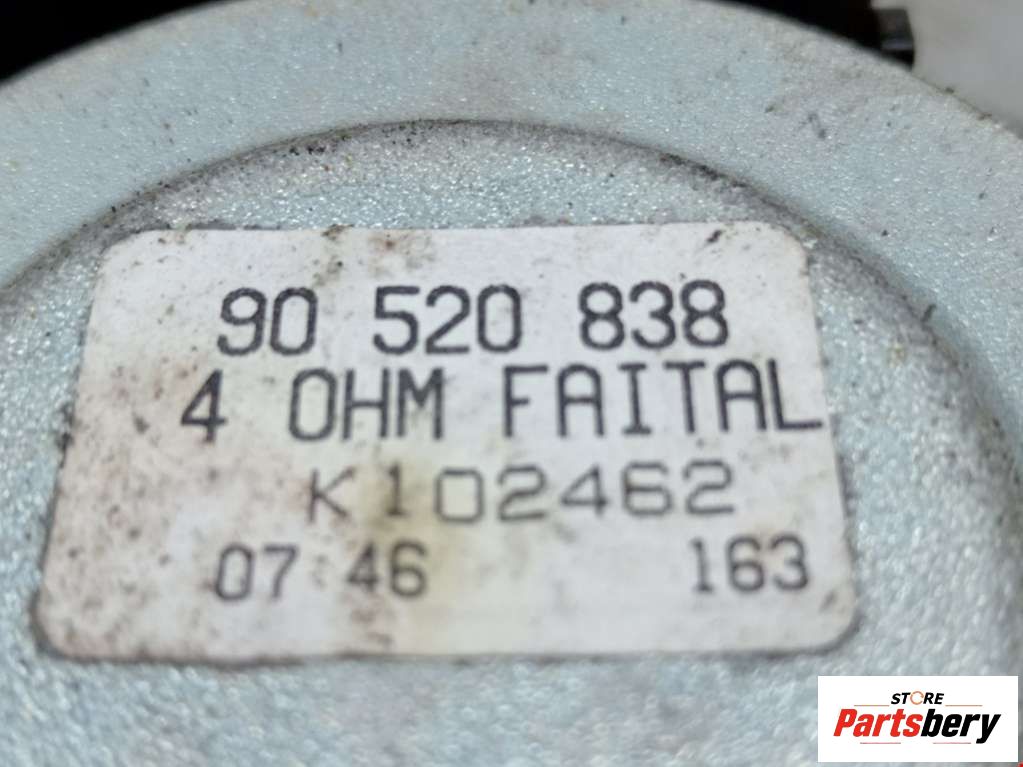 90 520 838
4 OHM FAITAL
K102462
07 46 163
STORE
Partsbery